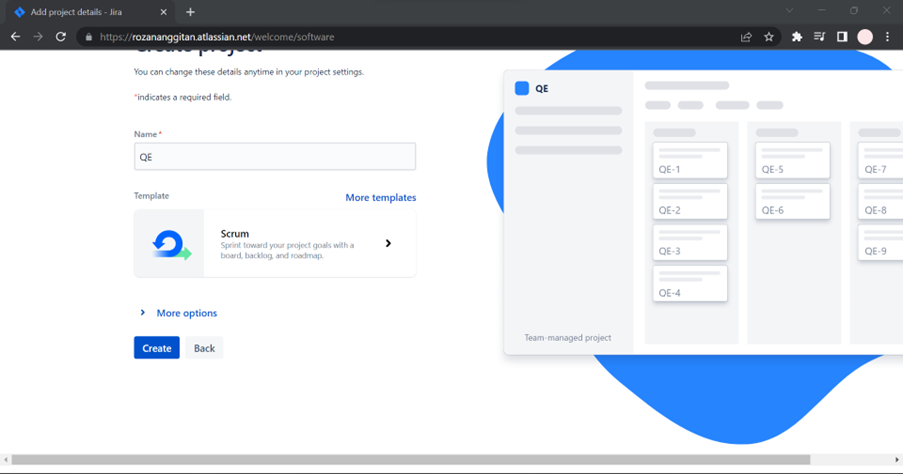 Add project details - Jira
https://rozananggitan.atlassian.net/welcome/software
Create project
You can change these details anytime in your project settings.
*indicates a required field.
Name*
QE
Template
More templates
Scrum
Sprint toward your project goals with a
board, backlog, and roadmap.
More options
Create
Back
QE
QE-1
QE-2
QE-3
QE-4
QE-5
QE-6
QE-7
QE-8
QE-9
Team-managed project